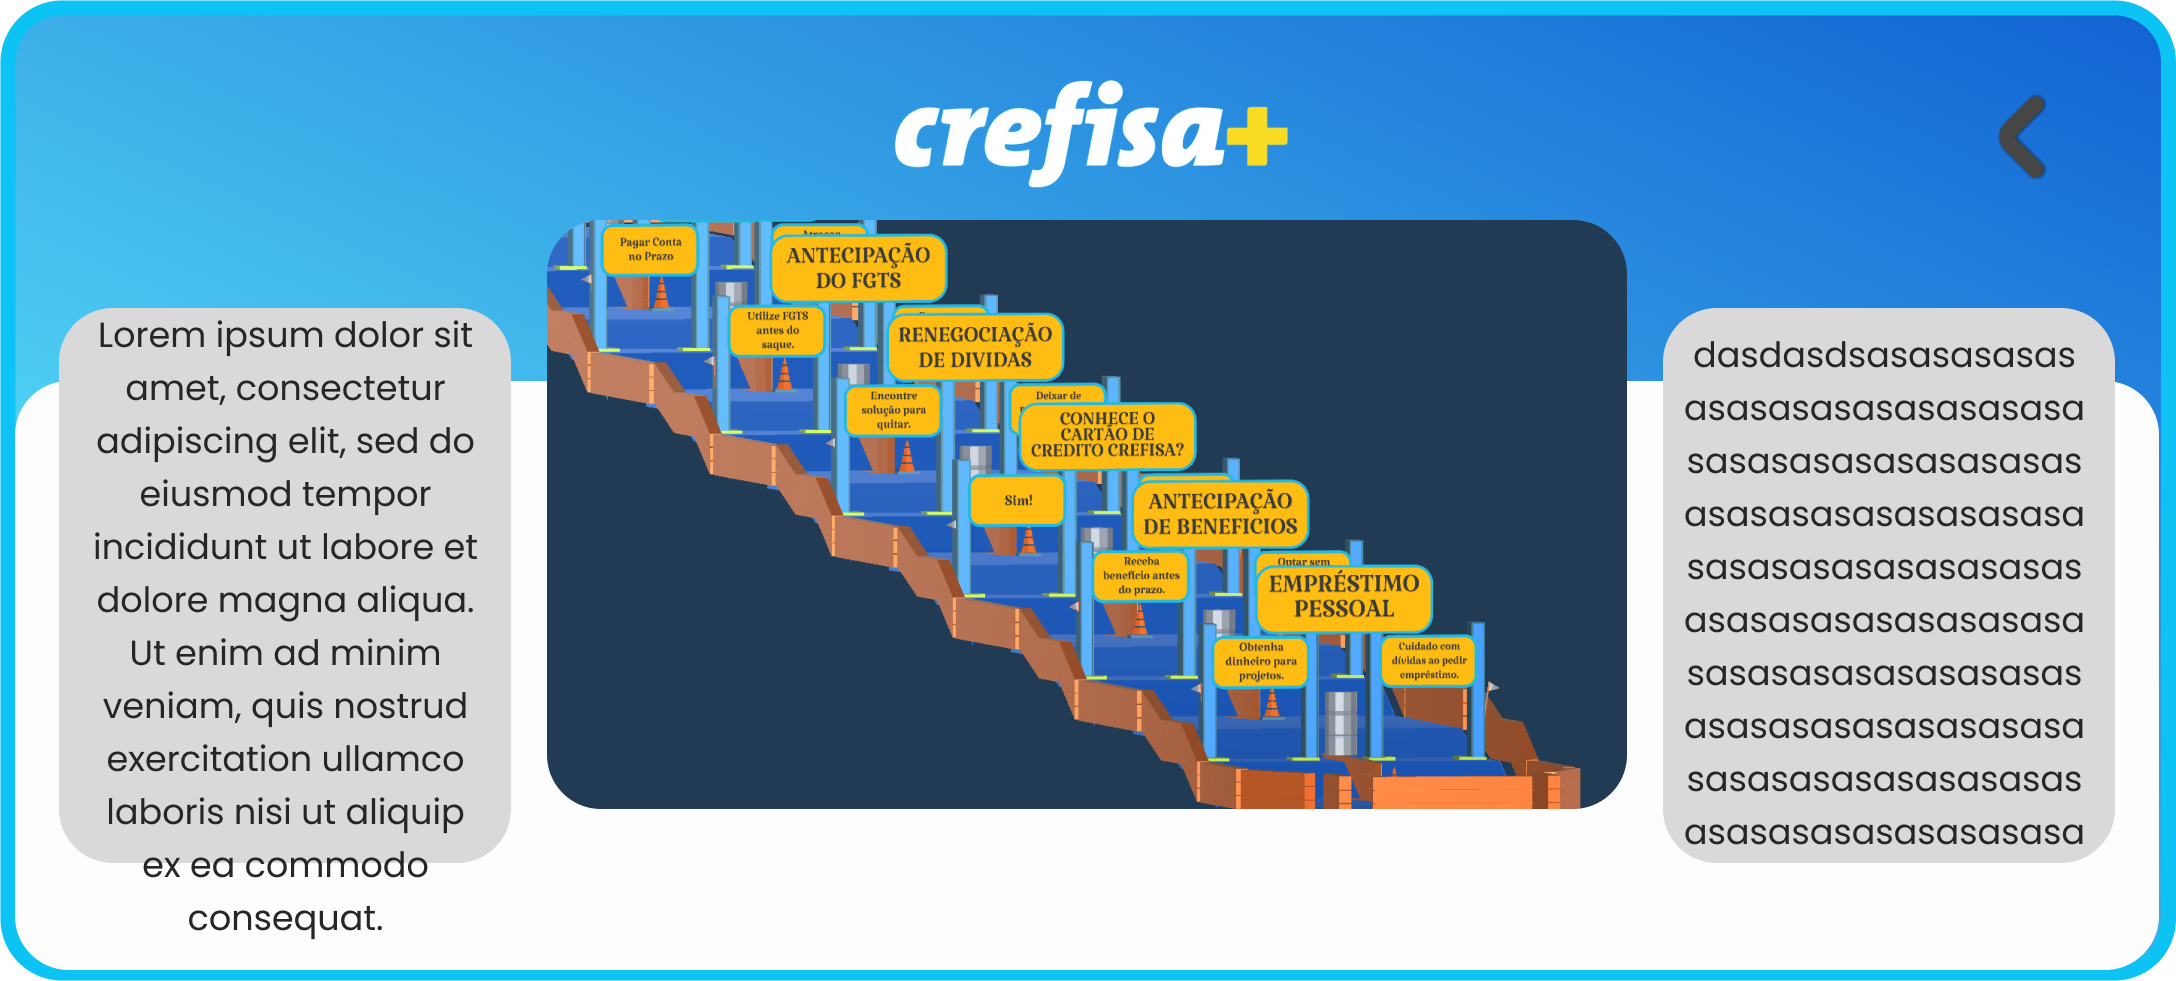 crefisa+
Lorem ipsum dolor sit
amet, consectetur
adipiscing elit, sed do
eiusmod tempor
incididunt ut labore et
dolore magna aliqua.
Ut enim ad minim
veniam, quis nostrud
exercitation ullamco
laboris nisi ut aliquip
ex ea commodo
consequat.
Pagar Conta
no Prazo
ANTECIPAÇÃO
DO FGTS
Utilize FGTS
antes do
saque.
RENEGOCIAÇÃO
DE DIVIDAS
Encontre
solução para
quitar.
Deixar de
CONHECE O
CARTÃO DE
CREDITO CREFISA?
Sim!
ANTECIPAÇÃO
DE BENEFICIOS
Receba
benefício antes
do prazo.
Optar sem
EMPRÉSTIMO
PESSOAL
Obtenha
dinheiro para
projetos.
Cuidado com
dívidas ao pedir
empréstimo.
dasdasdsasasasasas
asasasasasasasasasa
sasasasasasasasasas
asasasasasasasasasa
sasasasasasasasasas
asasasasasasasasasa
sasasasasasasasasas
asasasasasasasasasa
sasasasasasasasasas
asasasasasasasasasa